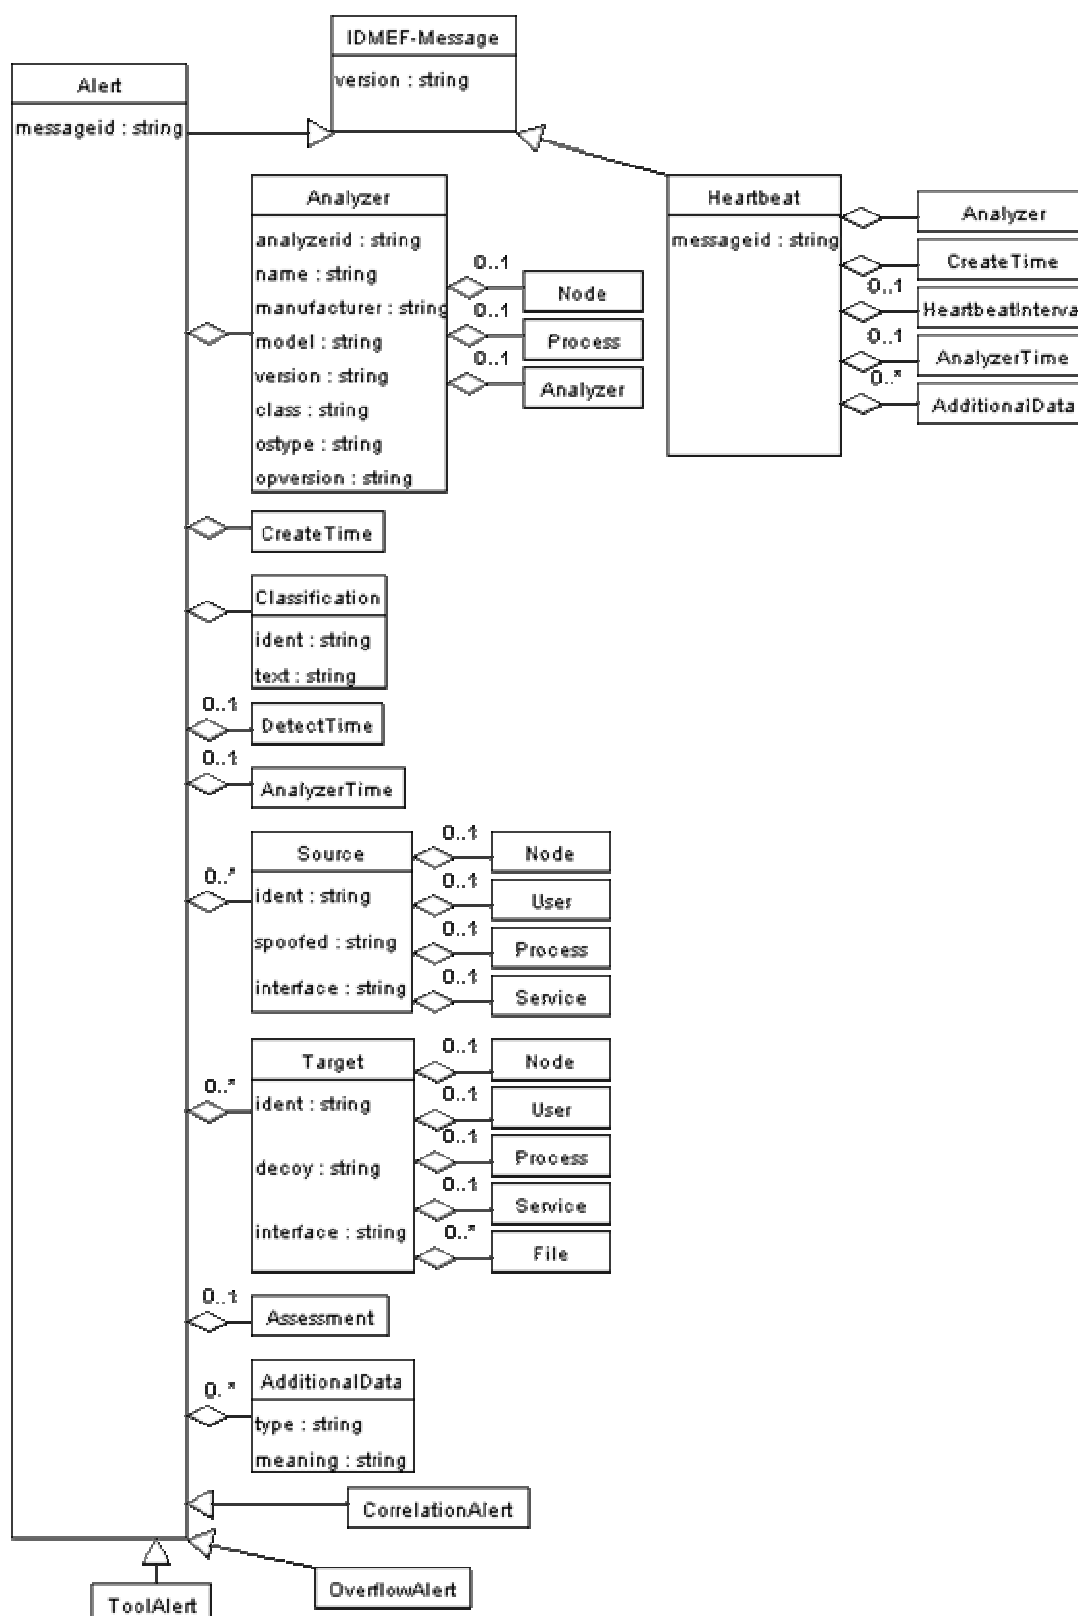 IDMEF-Message
version : string
Alert
messageid : string
Analyzer
analyzerid : string
name : string
manufacturer : string
model : string
version : string
class : string
ostype : string
opversion : string
0..1
Node
0..1
Process
0..1
Analyzer
Heartbeat
messageid : string
Analyzer
CreateTime
0..1
HeartbeatInterva
0..1
AnalyzerTime
0..*
AdditionalData
CreateTime
Classification
ident : string
text : string
0..1
DetectTime
0..1
AnalyzerTime
0..*
Source
ident : string
spoofed : string
interface : string
0..1
Node
0..1
User
0..1
Process
0..1
Service
0..*
Target
ident : string
decoy : string
interface : string
0..1
Node
0..1
User
0..1
Process
0..1
Service
0..*
File
0..1
Assessment
0..*
AdditionalData
type : string
meaning : string
CorrelationAlert
OverflowAlert
ToolAlert